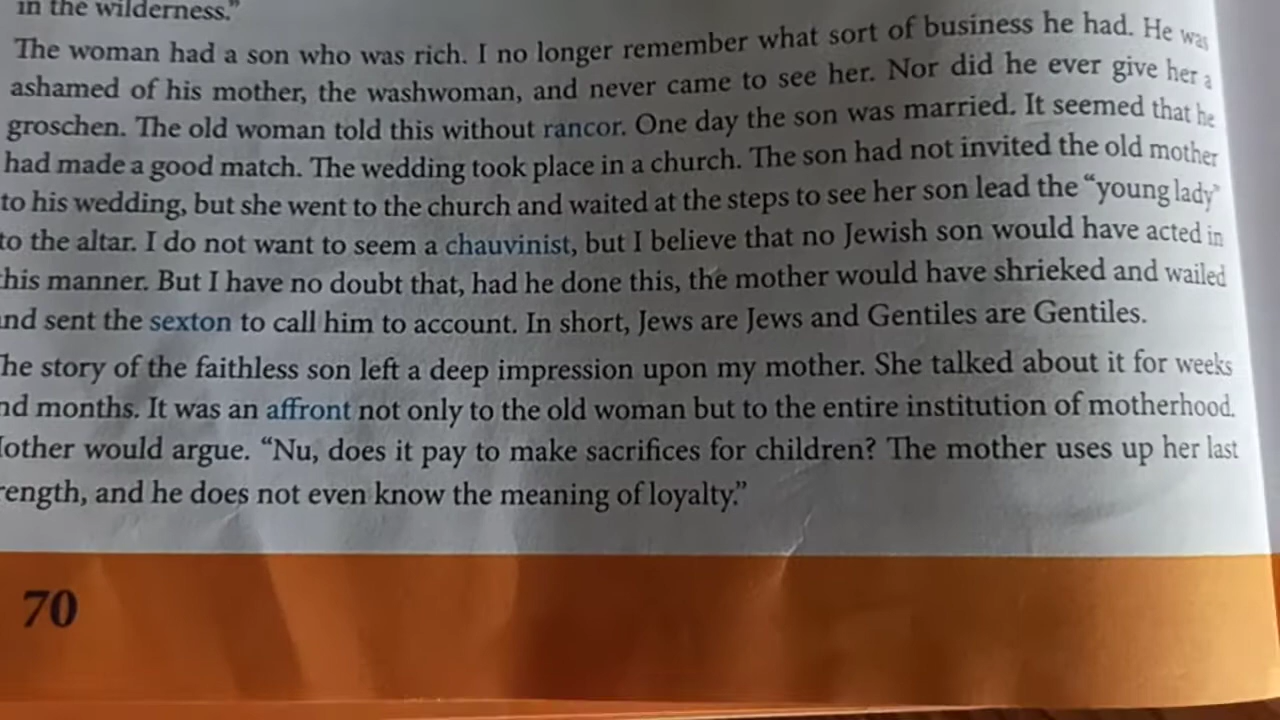 in the wilderness.”
The woman had a son who was rich. I no longer remember what sort of business he had. He was
ashamed of his mother, the washwoman, and never came to see her. Nor did he ever give her a
groschen. The old woman told this without rancor. One day the son was married. It seemed that he
had made a good match. The wedding took place in a church. The son had not invited the old mother
to his wedding, but she went to the church and waited at the steps to see her son lead the “young lady”
to the altar. I do not want to seem a chauvinist, but I believe that no Jewish son would have acted in
his manner. But I have no doubt that, had he done this, the mother would have shrieked and wailed
nd sent the sexton to call him to account. In short, Jews are Jews and Gentiles are Gentiles.
he story of the faithless son left a deep impression upon my mother. She talked about it for weeks
nd months. It was an affront not only to the old woman but to the entire institution of motherhood.
other would argue. “Nu, does it pay to make sacrifices for children? The mother uses up her last
rength, and he does not even know the meaning of loyalty.”
70